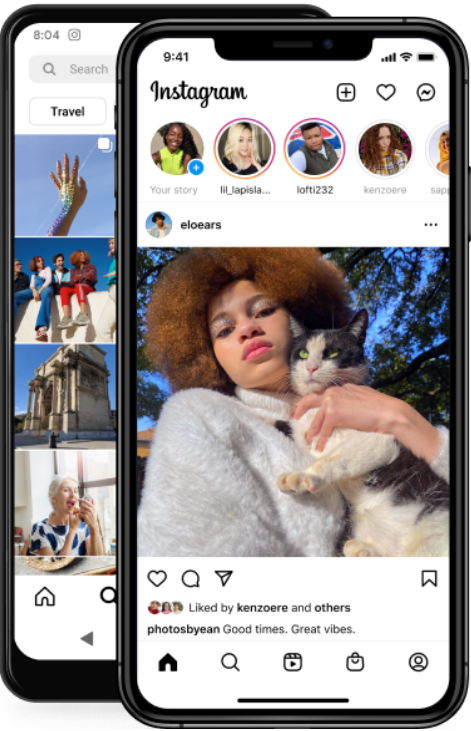 8:04
Search
Travel
9:41
Instagram
Your story
lil_lapisla...
lofti232
kenzoere
eloears
Liked by kenzoere and others
photosbyean Good times. Great vibes.